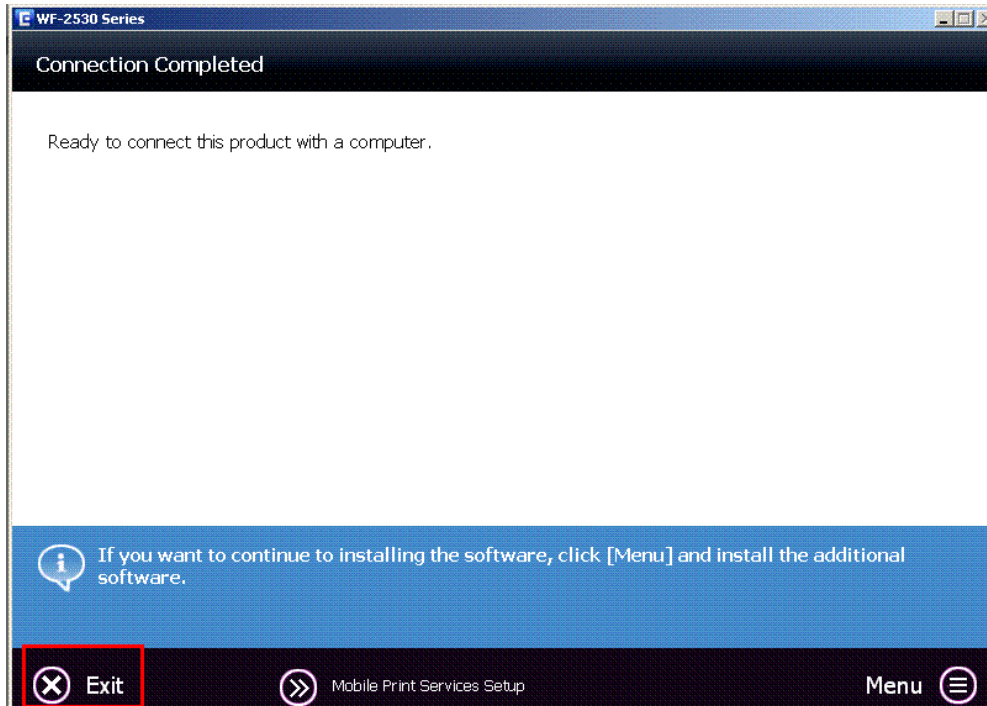 WF-2530 Series
Connection Completed
Ready to connect this product with a computer.
If you want to continue to installing the software, click [Menu] and install the additional
software.
Exit
Mobile Print Services Setup
Menu